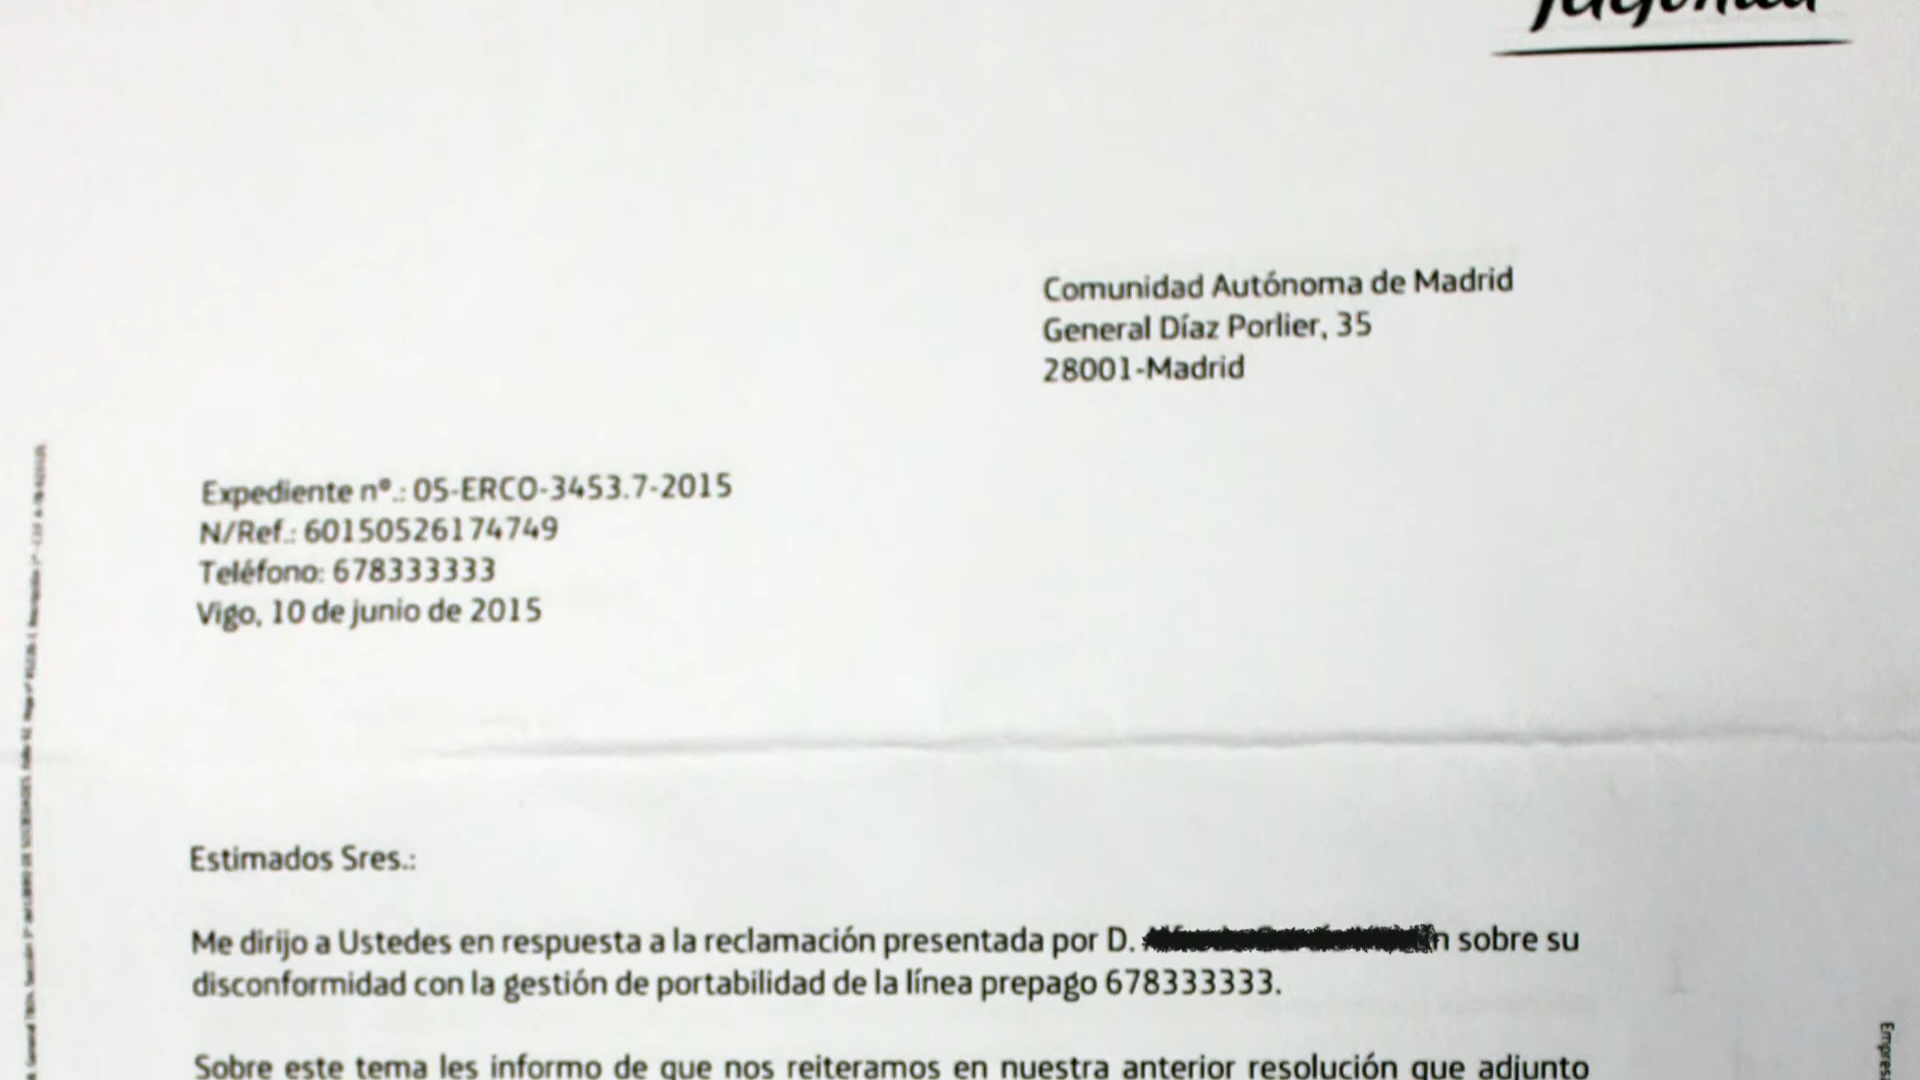 Comunidad Autónoma de Madrid
General Díaz Porlier, 35
28001-Madrid
Expediente nº.: 05-ERCO-3453.7-2015
N/Ref.: 60150526174749
Teléfono: 678333333
Vigo, 10 de junio de 2015
Estimados Sres.:
Me dirijo a Ustedes en respuesta a la reclamación presentada por D. n sobre su
disconformidad con la gestión de portabilidad de la línea prepago 678333333.
Sobre este tema les informo de que nos reiteramos en nuestra anterior resolución que adjunto